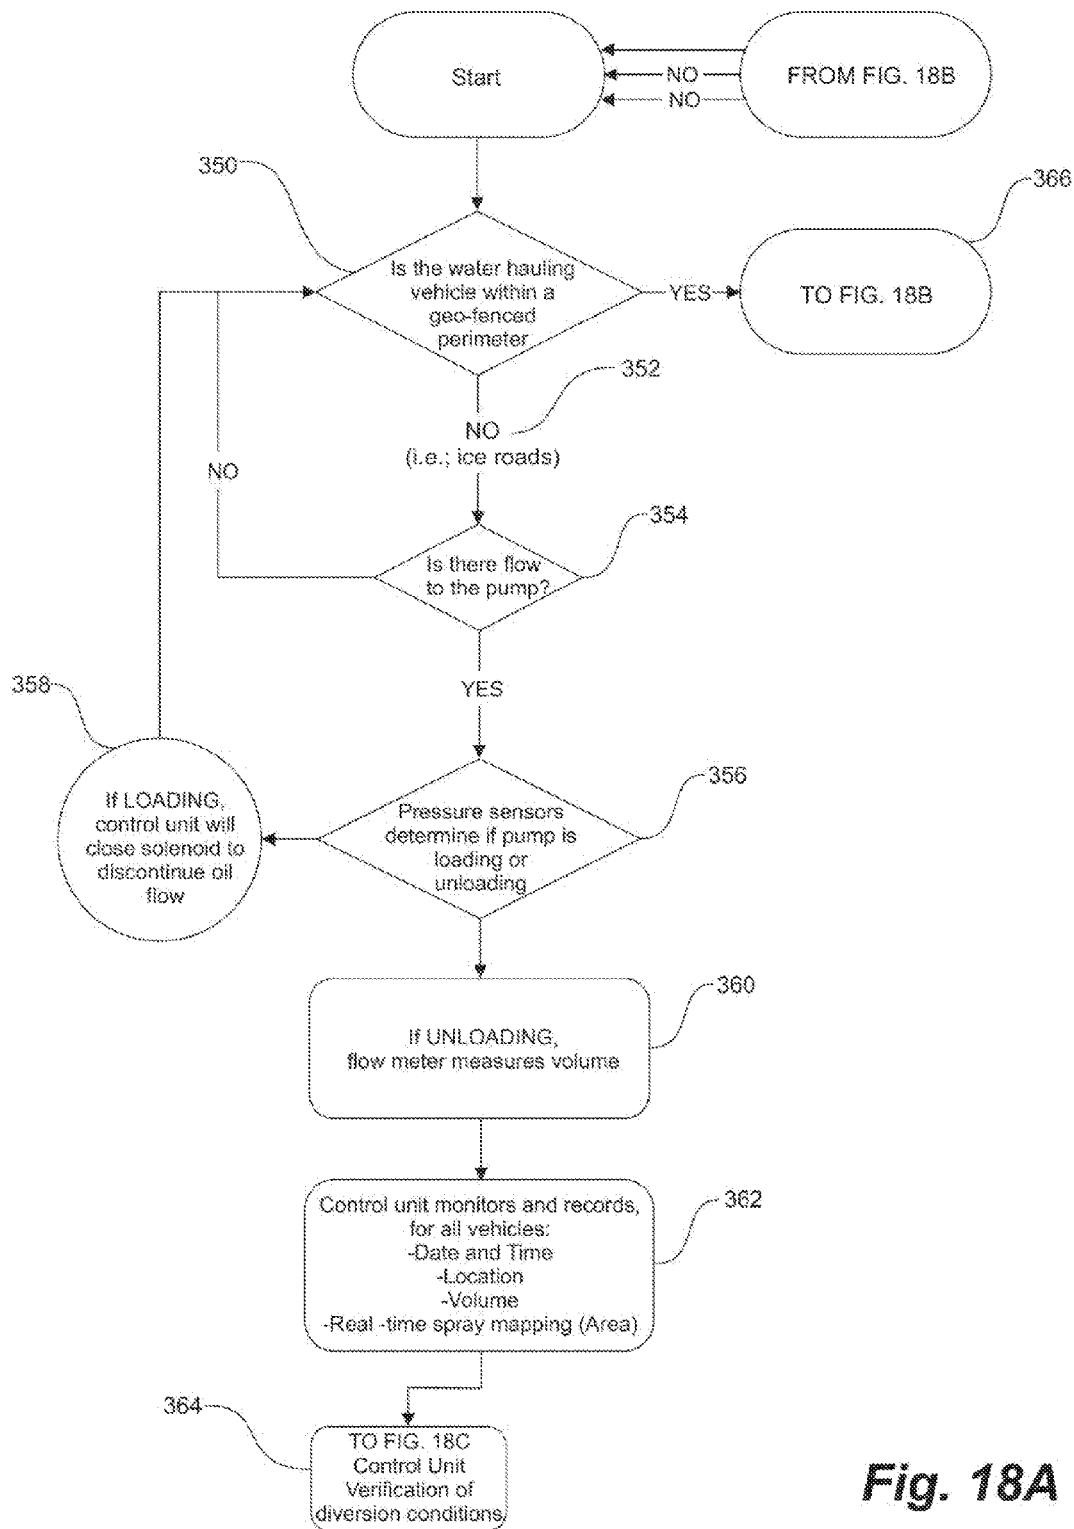 Start
FROM FIG. 18B
NO
NO
350
366
Is the water hauling
vehicle within a
geo-fenced
perimeter
YES
TO FIG. 18B
352
NO
(i.e.; ice roads)
NO
354
Is there flow
to the pump?
YES
358
356
If LOADING,
control unit will
close solenoid to
discontinue oil
flow
Pressure sensors
determine if pump is
loading or
unloading
360
If UNLOADING,
flow meter measures volume
362
Control unit monitors and records,
for all vehicles:
-Date and Time
-Location
-Volume
-Real -time spray mapping (Area)
364
TO FIG. 18C
Control Unit
Verification of
diversion conditions
Fig. 18A